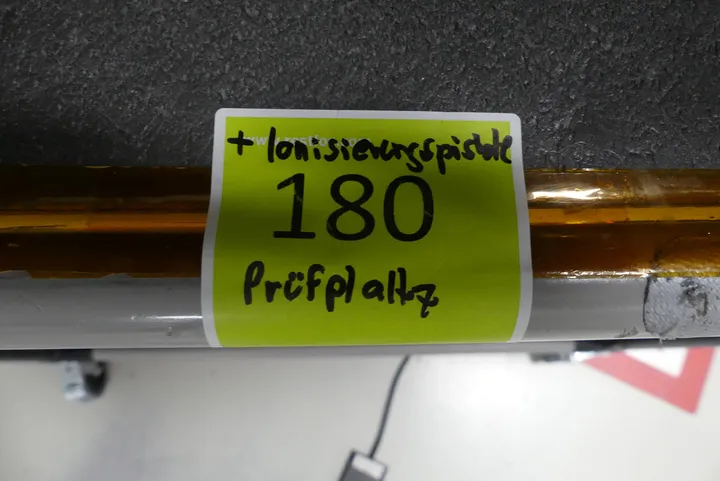 + Ionisierungspistole
180
Prüfplaltz